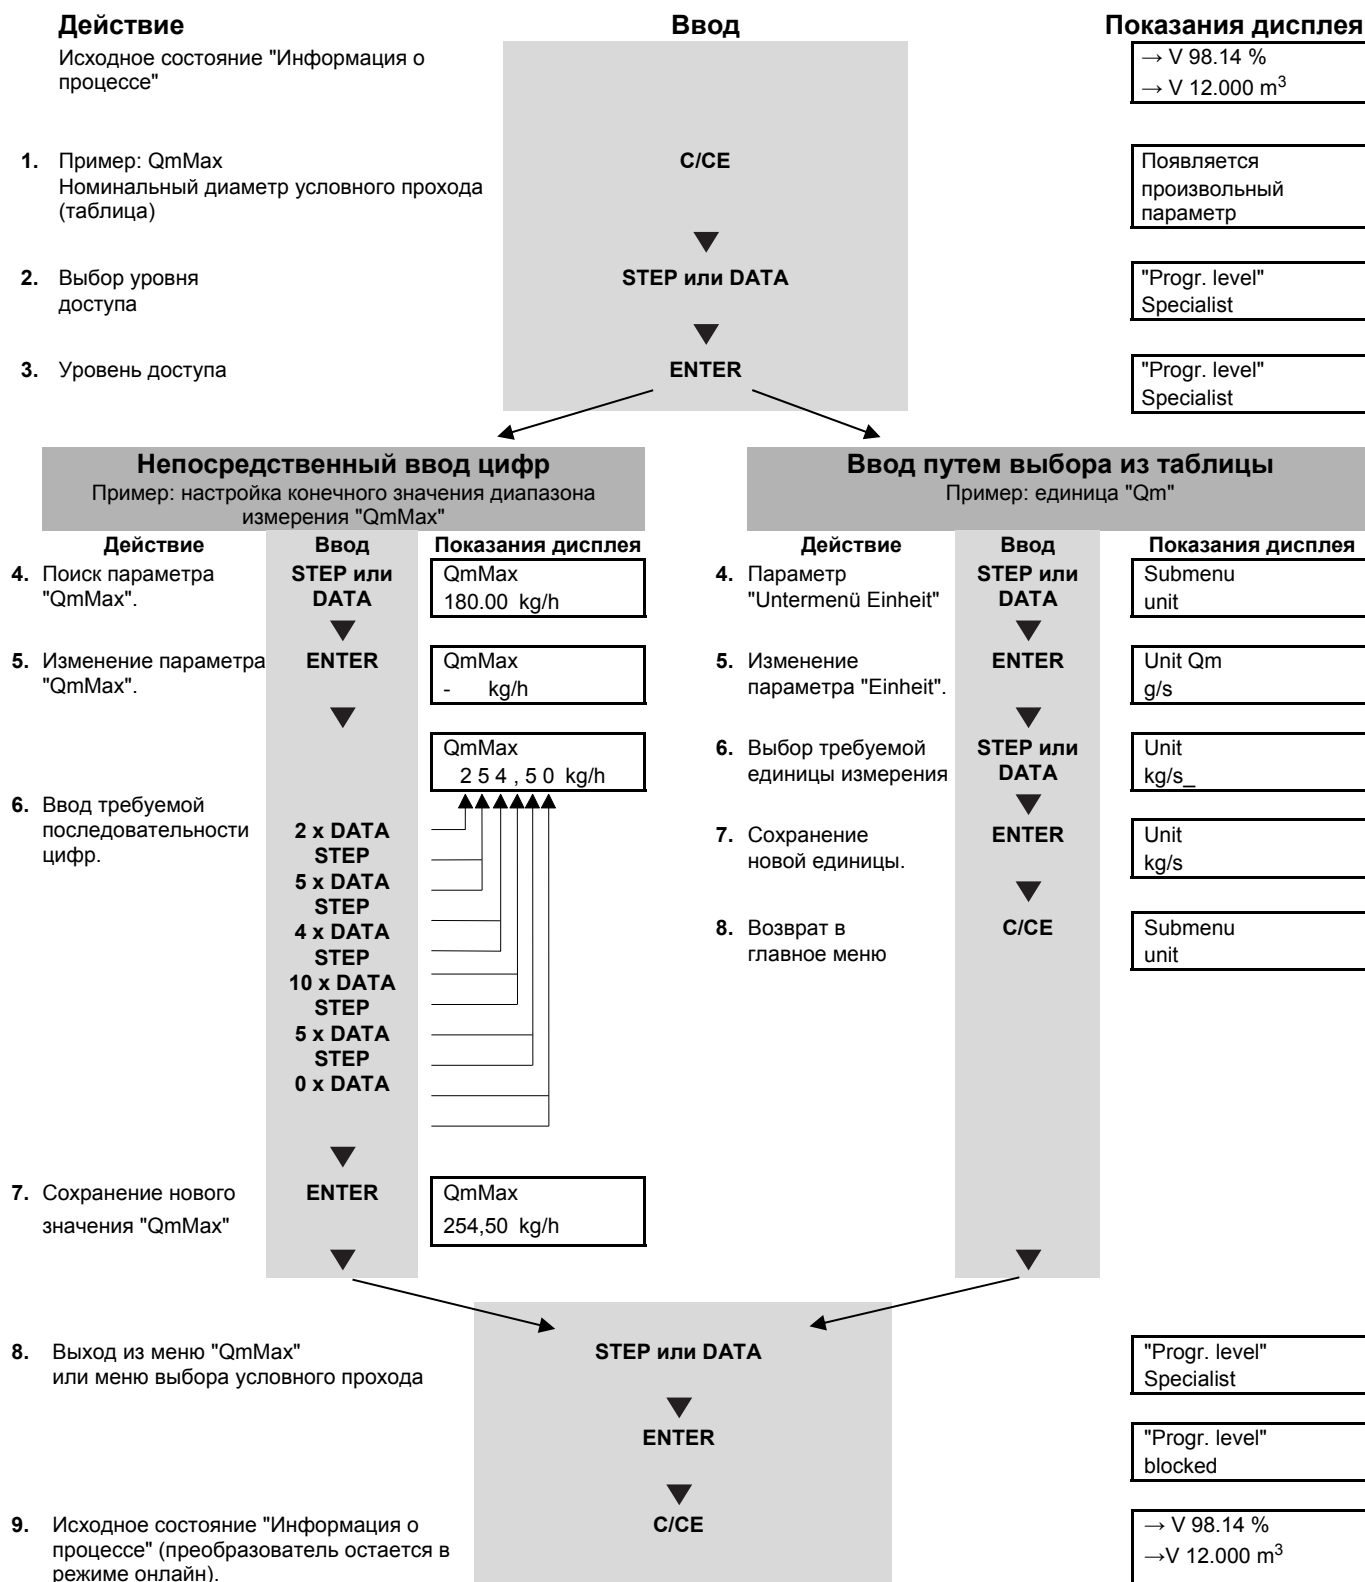 Действие Ввод Показания дисплея
Исходное состояние "Информация о процессе"
→ V 98.14 %
→ V 12.000 m³
1. Пример: QmMax
Номинальный диаметр условного прохода
(таблица)
C/CE
Появляется
произвольный
параметр
2. Выбор уровня
доступа
STEP или DATA
"Progr. level"
Specialist
3. Уровень доступа
ENTER
"Progr. level"
Specialist
Непосредственный ввод цифр
Пример: настройка конечного значения диапазона
измерения "QmMax"
Действие Ввод Показания дисплея
4. Поиск параметра
"QmMax".
STEP или
DATA
QmMax
180.00 kg/h
5. Изменение параметра
"QmMax".
ENTER
QmMax
- kg/h
QmMax
2 5 4 , 5 0 kg/h
6. Ввод требуемой
последовательности
цифр.
2 x DATA
STEP
5 x DATA
STEP
4 x DATA
STEP
10 x DATA
STEP
5 x DATA
STEP
0 x DATA
7. Сохранение нового
значения "QmMax"
ENTER
QmMax
254,50 kg/h
Ввод путем выбора из таблицы
Пример: единица "Qm"
Действие Ввод Показания дисплея
4. Параметр
"Untermenü Einheit"
STEP или
DATA
Submenu
unit
5. Изменение
параметра "Einheit".
ENTER
Unit Qm
g/s
6. Выбор требуемой
единицы измерения
STEP или
DATA
Unit
kg/s_
7. Сохранение
новой единицы.
ENTER
Unit
kg/s
8. Возврат в
главное меню
C/CE
Submenu
unit
8. Выход из меню "QmMax"
или меню выбора условного прохода
STEP или DATA
"Progr. level"
Specialist
ENTER
"Progr. level"
blocked
9. Исходное состояние "Информация о
процессе" (преобразователь остается в
режиме онлайн).
C/CE
→ V 98.14 %
→V 12.000 m³